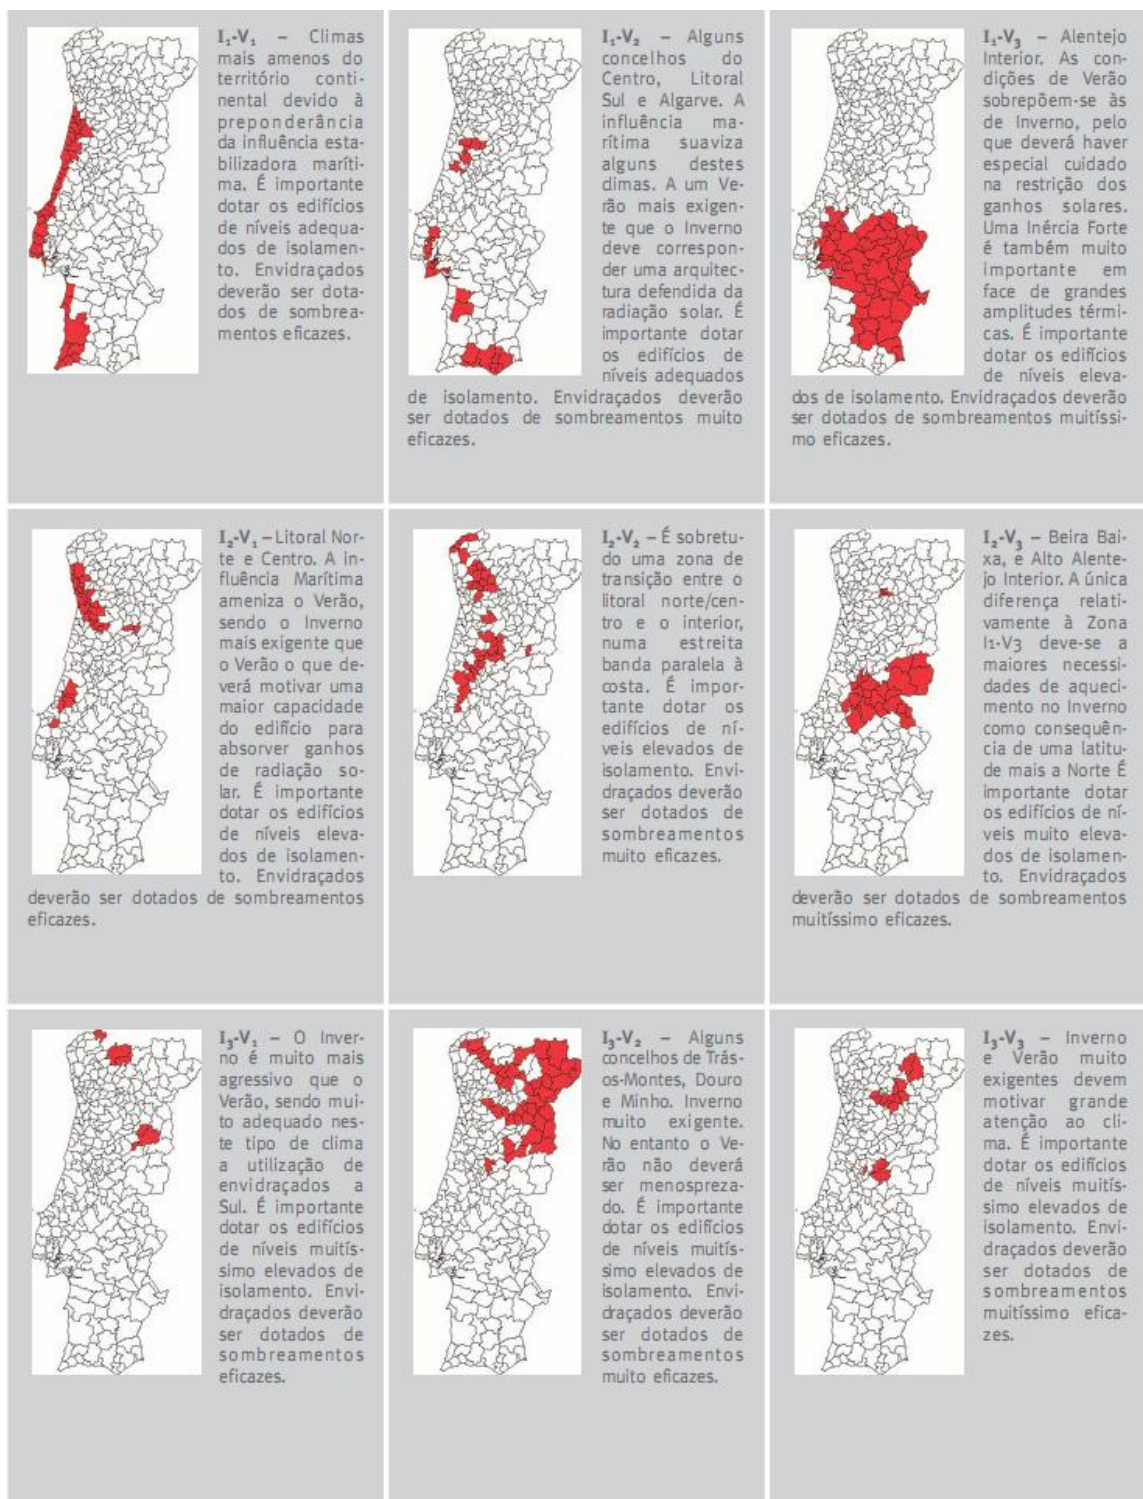 I₁-V₁ – Climas
mais amenos do
território conti-
nental devido à
preponderância
da influência esta-
bilizadora maríti-
ma. É importante
dotar os edifícios
de níveis adequa-
dos de isolamen-
to. Envidraçados
deverão ser dota-
dos de sombrea-
mentos eficazes.
I₁-V₂ – Alguns
concelhos do
Centro, Litoral
Sul e Algarve. A
influência ma-
rítima suaviza
alguns destes
climas. A um Ve-
rão mais exigen-
te que o Inverno
deve correspon-
der uma arquitec-
tura defendida da
radiação solar. É
importante dotar
os edifícios de
níveis adequados
de isolamento. Envidraçados deverão
ser dotados de sombreamentos muito
eficazes.
I₁-V₃ – Alentejo
Interior. As con-
dições de Verão
sobrepõem-se às
de Inverno, pelo
que deverá haver
especial cuidado
na restrição dos
ganhos solares.
Uma Inércia Forte
é também muito
importante em
face de grandes
amplitudes térmi-
cas. É importante
dotar os edifícios
de níveis eleva-
dos de isolamento. Envidraçados deverão
ser dotados de sombreamentos muitíssi-
mo eficazes.
I₂-V₁ – Litoral Nor-
te e Centro. A in-
fluência Marítima
ameniza o Verão,
sendo o Inverno
mais exigente que
o Verão o que de-
verá motivar uma
maior capacidade
do edifício para
absorver ganhos
de radiação so-
lar. É importante
dotar os edifícios
de níveis eleva-
dos de isolamen-
to. Envidraçados
deverão ser dotados de sombreamentos
eficazes.
I₂-V₂ – É sobretu-
do uma zona de
transição entre o
litoral norte/cen-
tro e o interior,
numa estreita
banda paralela à
costa. É impor-
tante dotar os
edifícios de ní-
veis elevados de
isolamento. Envi-
draçados deverão
ser dotados de
sombreamentos
muito eficazes.
I₂-V₃ – Beira Bai-
xa, e Alto Alente-
jo Interior. A única
diferença relati-
vamente à Zona
I1-V3 deve-se a
maiores necessi-
dades de aqueci-
mento no Inverno
como consequên-
cia de uma latitu-
de mais a Norte É
importante dotar
os edifícios de ní-
veis muito eleva-
dos de isolamen-
to. Envidraçados
deverão ser dotados de sombreamentos
muitíssimo eficazes.
I₃-V₁ – O Inver-
no é muito mais
agressivo que o
Verão, sendo mui-
to adequado nes-
te tipo de clima
a utilização de
envidraçados a
Sul. É importante
dotar os edifícios
de níveis muitís-
simo elevados de
isolamento. Envi-
draçados deverão
ser dotados de
sombreamentos
eficazes.
I₃-V₂ – Alguns
concelhos de Trás-
os-Montes, Douro
e Minho. Inverno
muito exigente.
No entanto o Ve-
rão não deverá
ser menospreza-
do. É importante
dotar os edifícios
de níveis muitís-
simo elevados de
isolamento. Envi-
draçados deverão
ser dotados de
sombreamentos
muito eficazes.
I₃-V₃ – Inverno
e Verão muito
exigentes devem
motivar grande
atenção ao cli-
ma. É importante
dotar os edifícios
de níveis muitís-
simo elevados de
isolamento. Envi-
draçados deverão
ser dotados de
sombreamentos
muitíssimo efica-
zes.